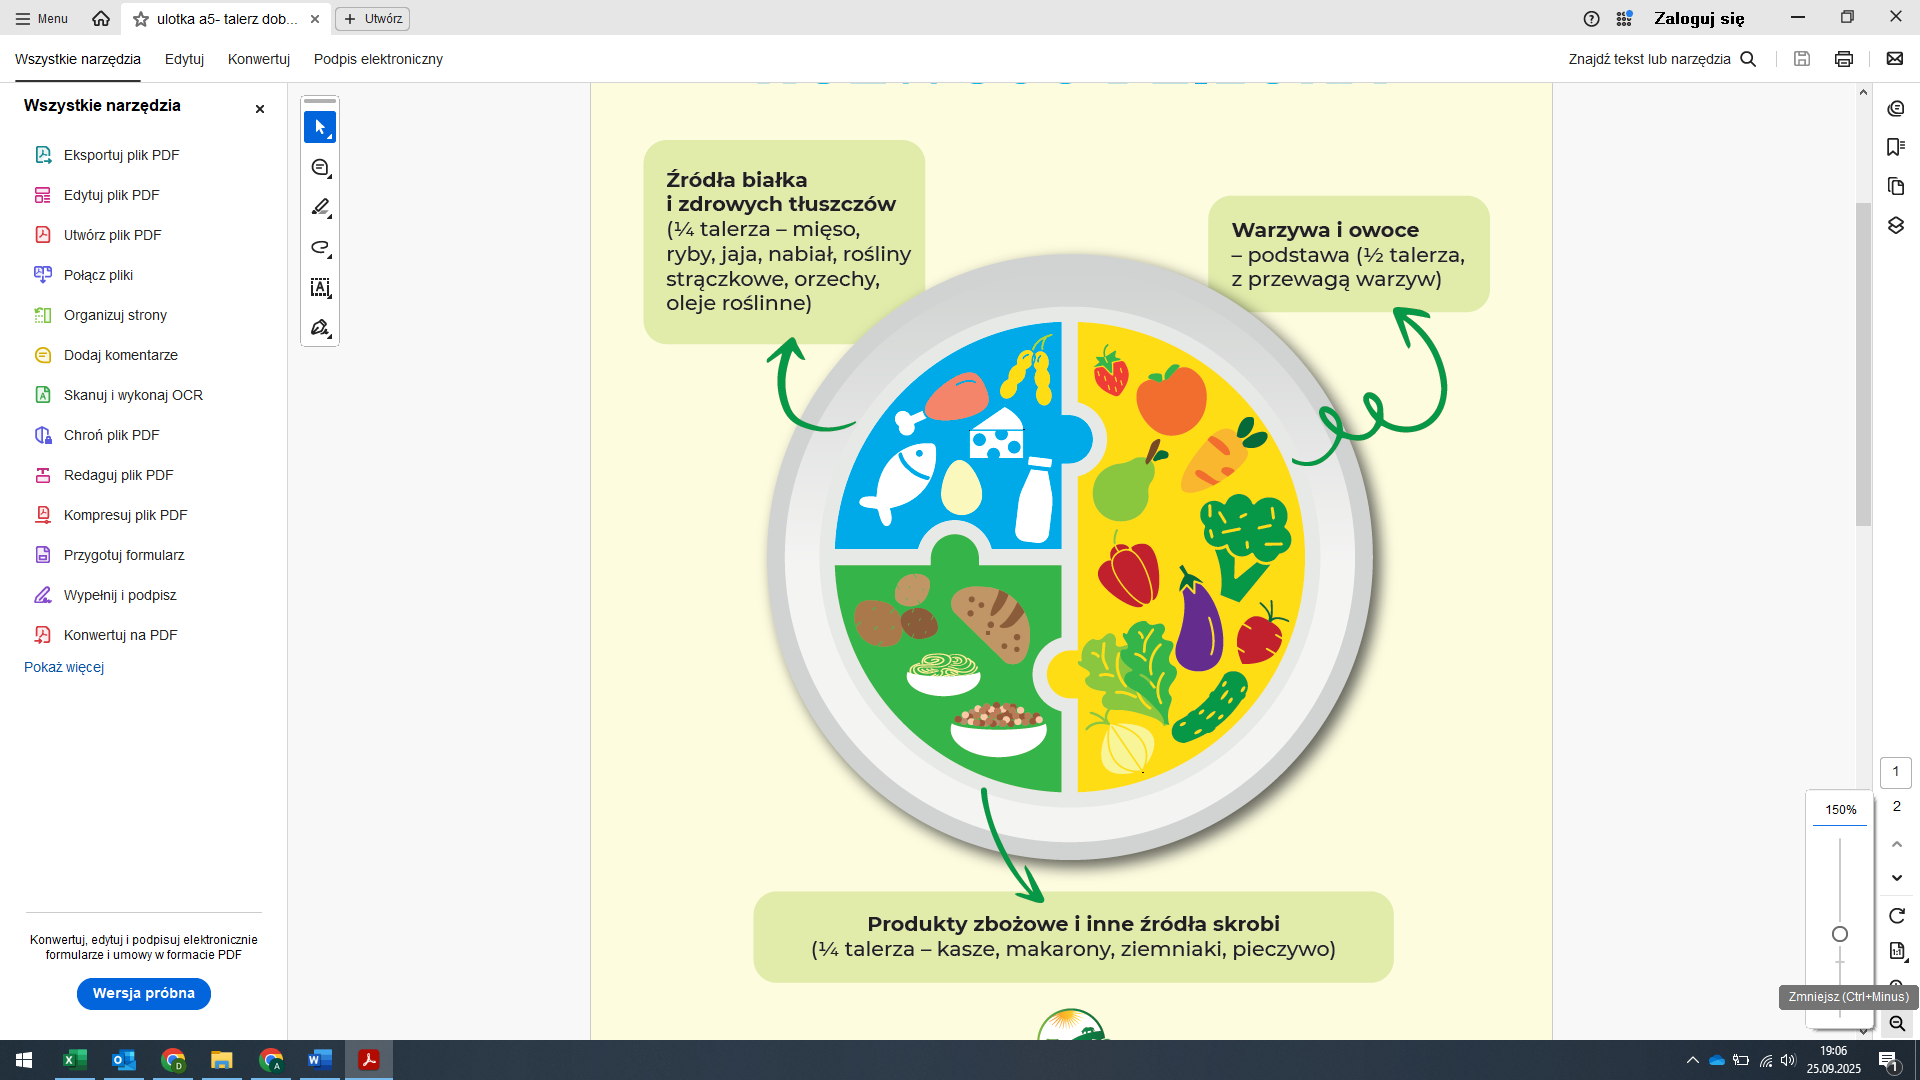 Menu
ulotka a5- talerz dob...
Utwórz
Zaloguj się
Wszystkie narzędzia
Edytuj
Konwertuj
Podpis elektroniczny
Znajdź tekst lub narzędzia
Wszystkie narzędzia
Eksportuj plik PDF
Edytuj plik PDF
Utwórz plik PDF
Połącz pliki
Organizuj strony
Dodaj komentarze
Skanuj i wykonaj OCR
Chroń plik PDF
Redaguj plik PDF
Kompresuj plik PDF
Przygotuj formularz
Wypełnij i podpisz
Konwertuj na PDF
Pokaż więcej
Konwertuj, edytuj i podpisuj elektronicznie
formularze i umowy w formacie PDF
Wersja próbna
Źródła białka
i zdrowych tłuszczów
(¼ talerza – mięso,
ryby, jaja, nabiał, rośliny
strączkowe, orzechy,
oleje roślinne)
Warzywa i owoce
– podstawa (½ talerza,
z przewagą warzyw)
Produkty zbożowe i inne źródła skrobi
(¼ talerza – kasze, makarony, ziemniaki, pieczywo)
1
2
150%
Zmniejsz (Ctrl+Minus)
19:06
25.09.2025
1